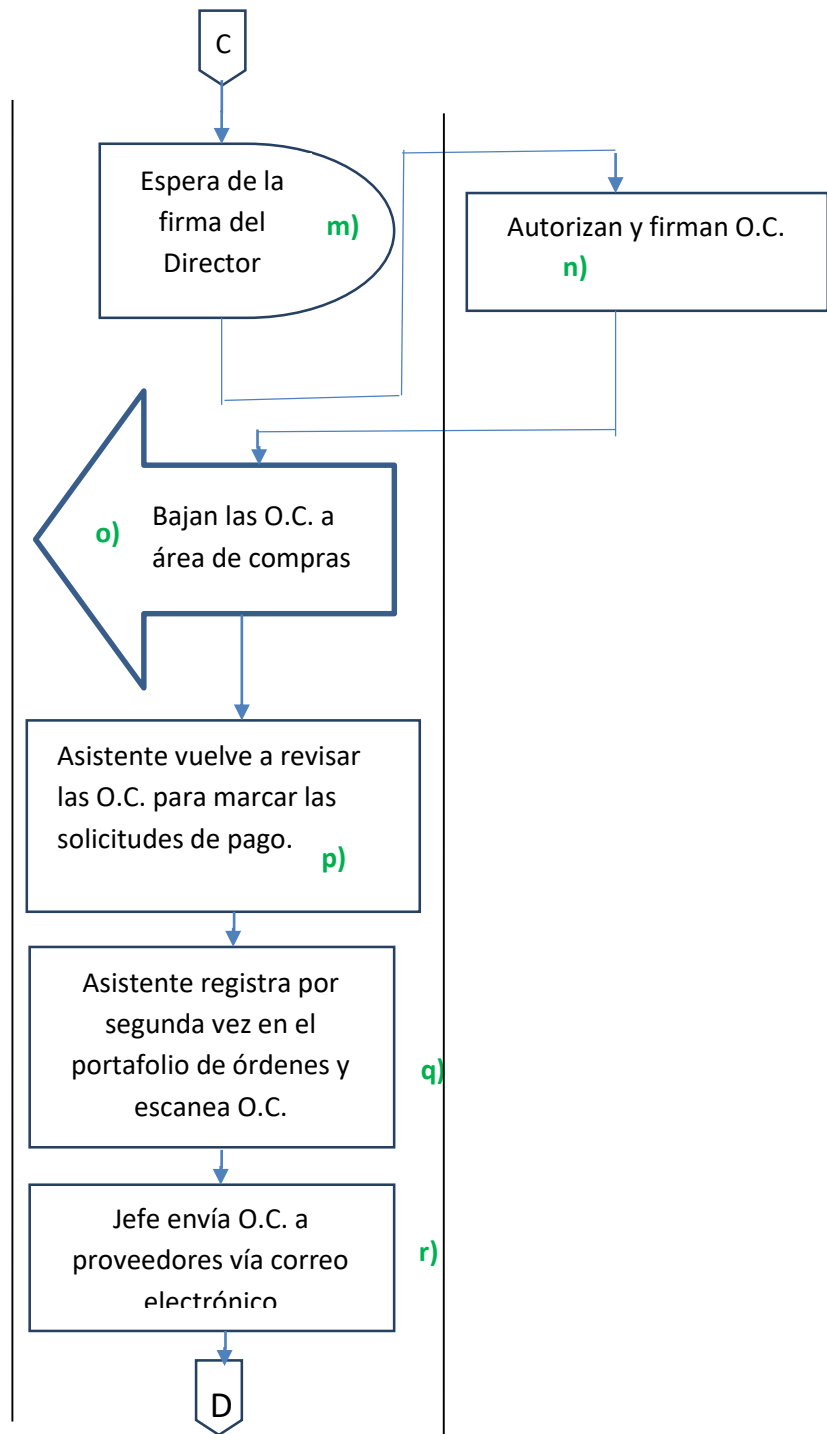 C
Espera de la
firma del
Director
m)
Autorizan y firman O.C.
n)
o)
Bajan las O.C. a
área de compras
Asistente vuelve a revisar
las O.C. para marcar las
solicitudes de pago.
p)
Asistente registra por
segunda vez en el
portafolio de órdenes y
escanea O.C.
q)
Jefe envía O.C. a
proveedores vía correo
electrónico
r)
D